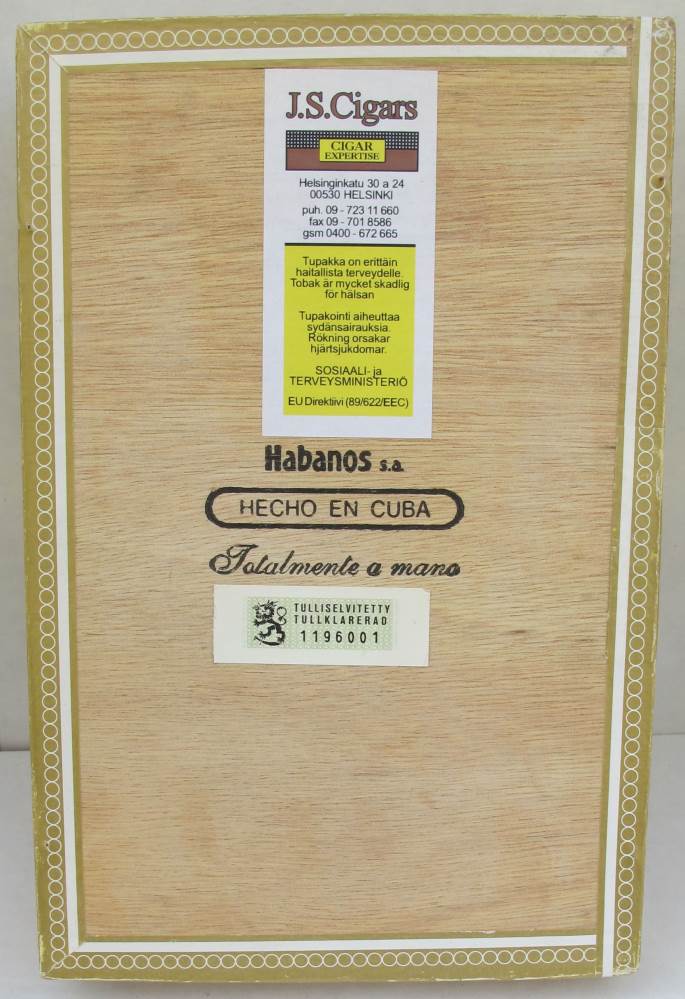 J.S.Cigars
CIGAR
EXPERTISE
Helsinginkatu 30 a 24
00530 HELSINKI
puh. 09 - 723 11 660
fax 09 - 701 8586
gsm 0400 - 672 665
Tupakka on erittäin
haitallista terveydelle.
Tobak är mycket skadlig
för hälsan
Tupakointi aiheuttaa
sydänsairauksia.
Rökning orsakar
hjärtsjukdomar.
SOSIAALI- ja
TERVEYSMINISTERIÖ
EU Direktiivi (89/622/EEC)
Habanos s.a.
HECHO EN CUBA
Totalmente a mano
TULLISELVITETTY
TULLKLARERAD
1196001